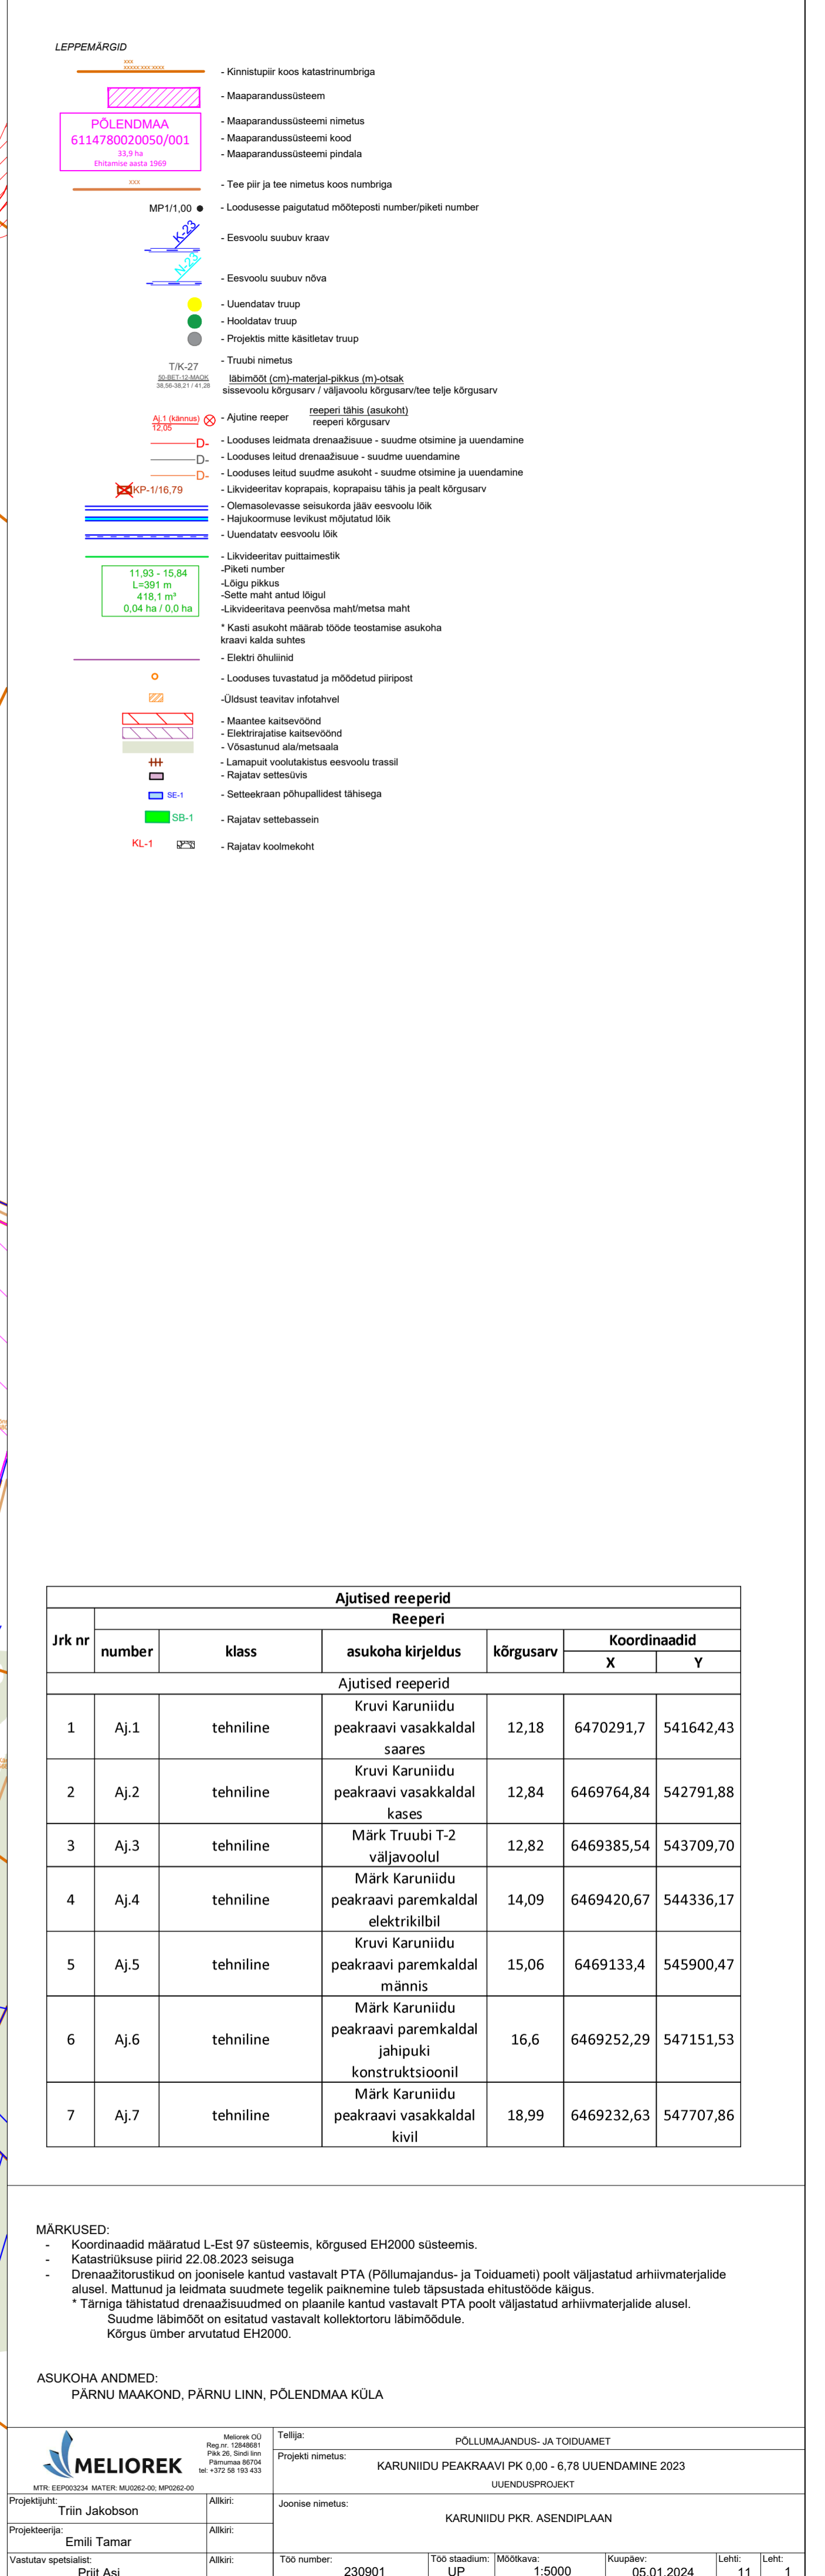 LEPPEMÄRGID
xxx
xxxxx:xxx:xxxx
- Kinnistupiir koos katastrinumbriga
- Maaparandussüsteem
PÕLENDMAA
6114780020050/001
33,9 ha
Ehitamise aasta 1969
- Maaparandussüsteemi nimetus
- Maaparandussüsteemi kood
- Maaparandussüsteemi pindala
xxx
- Tee piir ja tee nimetus koos numbriga
MP1/1,00
- Loodusesse paigutatud mõõteposti number/piketi number
K-23
- Eesvoolu suubuv kraav
N-23
- Eesvoolu suubuv nõva
- Uuendatav truup
- Hooldatav truup
- Projektis mitte käsitletav truup
T/K-27
50-BET-12-MAOK
38,56-38,21 / 41,28
- Truubi nimetus
läbimõõt (cm)-materjal-pikkus (m)-otsak
sissevoolu kõrgusarv / väljavoolu kõrgusarv/tee telje kõrgusarv
Aj.1 (kännus)
12,05
- Ajutine reeper
reeperi tähis (asukoht)
reeperi kõrgusarv
D-
- Looduses leidmata drenaažisuue - suudme otsimine ja uuendamine
D-
- Looduses leitud drenaažisuue - suudme uuendamine
D-
- Looduses leitud suudme asukoht - suudme otsimine ja uuendamine
KP-1/16,79
- Likvideeritav koprapais, koprapaisu tähis ja pealt kõrgusarv
- Olemasolevasse seisukorda jääv eesvoolu lõik
- Hajukoormuse levikust mõjutatud lõik
- Uuendatatv eesvoolu lõik
- Likvideeritav puittaimestik
11,93 - 15,84
L=391 m
418,1 m³
0,04 ha / 0,0 ha
-Piketi number
-Lõigu pikkus
-Sette maht antud lõigul
-Likvideeritava peenvõsa maht/metsa maht
* Kasti asukoht määrab tööde teostamise asukoha
kraavi kalda suhtes
- Elektri õhuliinid
- Looduses tuvastatud ja mõõdetud piiripost
-Üldsust teavitav infotahvel
- Maantee kaitsevöönd
- Elektrirajatise kaitsevöönd
- Võsastunud ala/metsaala
- Lamapuit voolutakistus eesvoolu trassil
- Rajatav settesüvis
SE-1
- Setteekraan põhupallidest tähisega
SB-1
- Rajatav settebassein
KL-1
- Rajatav koolmekoht
Ajutised reeperid
Jrk nr
Reeperi
number
klass
asukoha kirjeldus
kõrgusarv
Koordinaadid
X
Y
Ajutised reeperid
1 Aj.1 tehniline Kruvi Karuniidu peakraavi vasakkaldal saares 12,18 6470291,7 541642,43
2 Aj.2 tehniline Kruvi Karuniidu peakraavi vasakkaldal kases 12,84 6469764,84 542791,88
3 Aj.3 tehniline Märk Truubi T-2 väljavoolul 12,82 6469385,54 543709,70
4 Aj.4 tehniline Märk Karuniidu peakraavi paremkaldal elektrikilbil 14,09 6469420,67 544336,17
5 Aj.5 tehniline Kruvi Karuniidu peakraavi paremkaldal männis 15,06 6469133,4 545900,47
6 Aj.6 tehniline Märk Karuniidu peakraavi paremkaldal jahipuki konstruktsioonil 16,6 6469252,29 547151,53
7 Aj.7 tehniline Märk Karuniidu peakraavi vasakkaldal kivil 18,99 6469232,63 547707,86
MÄRKUSED:
- Koordinaadid määratud L-Est 97 süsteemis, kõrgused EH2000 süsteemis.
- Katastriüksuse piirid 22.08.2023 seisuga
- Drenaažitorustikud on joonisele kantud vastavalt PTA (Põllumajandus- ja Toiduameti) poolt väljastatud arhiivmaterjalide
alusel. Mattunud ja leidmata suudmete tegelik paiknemine tuleb täpsustada ehitustööde käigus.
* Tärniga tähistatud drenaažisuudmed on plaanile kantud vastavalt PTA poolt väljastatud arhiivmaterjalide alusel.
Suudme läbimõõt on esitatud vastavalt kollektortoru läbimõõdule.
Kõrgus ümber arvutatud EH2000.
ASUKOHA ANDMED:
PÄRNU MAAKOND, PÄRNU LINN, PÕLENDMAA KÜLA
MELIOREK
Meliorek OÜ
Reg.nr. 12848681
Pikk 26, Sindi linn
Pärnumaa 86704
tel: +372 58 193 433
MTR: EEP003234 MATER: MU0262-00; MP0262-00
Tellija:
PÕLLUMAJANDUS- JA TOIDUAMET
Projekti nimetus:
KARUNIIDU PEAKRAAVI PK 0,00 - 6,78 UUENDAMINE 2023
UUENDUSPROJEKT
Projektijuht:
Triin Jakobson
Allkiri:
Joonise nimetus:
KARUNIIDU PKR. ASENDIPLAAN
Projekteerija:
Emili Tamar
Allkiri:
Vastutav spetsialist:
Priit Asi
Allkiri:
Töö number:
230901
Töö staadium:
UP
Mõõtkava:
1:5000
Kuupäev:
05.01.2024
Lehti:
11
Leht:
1